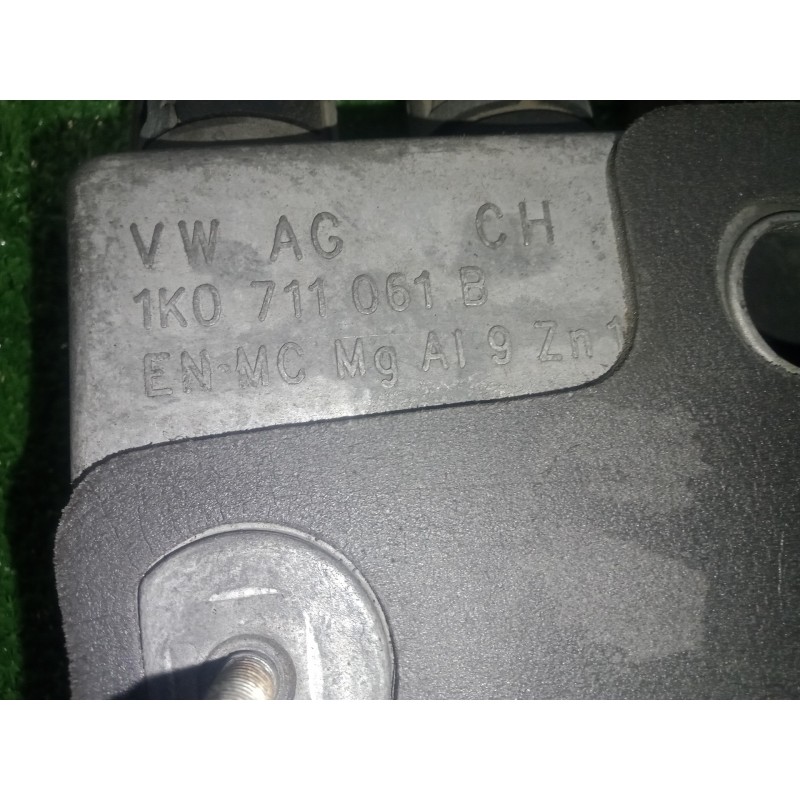 VW AG CH
1K0 711 061 B
EN-MC Mg Al 9 Zn 1